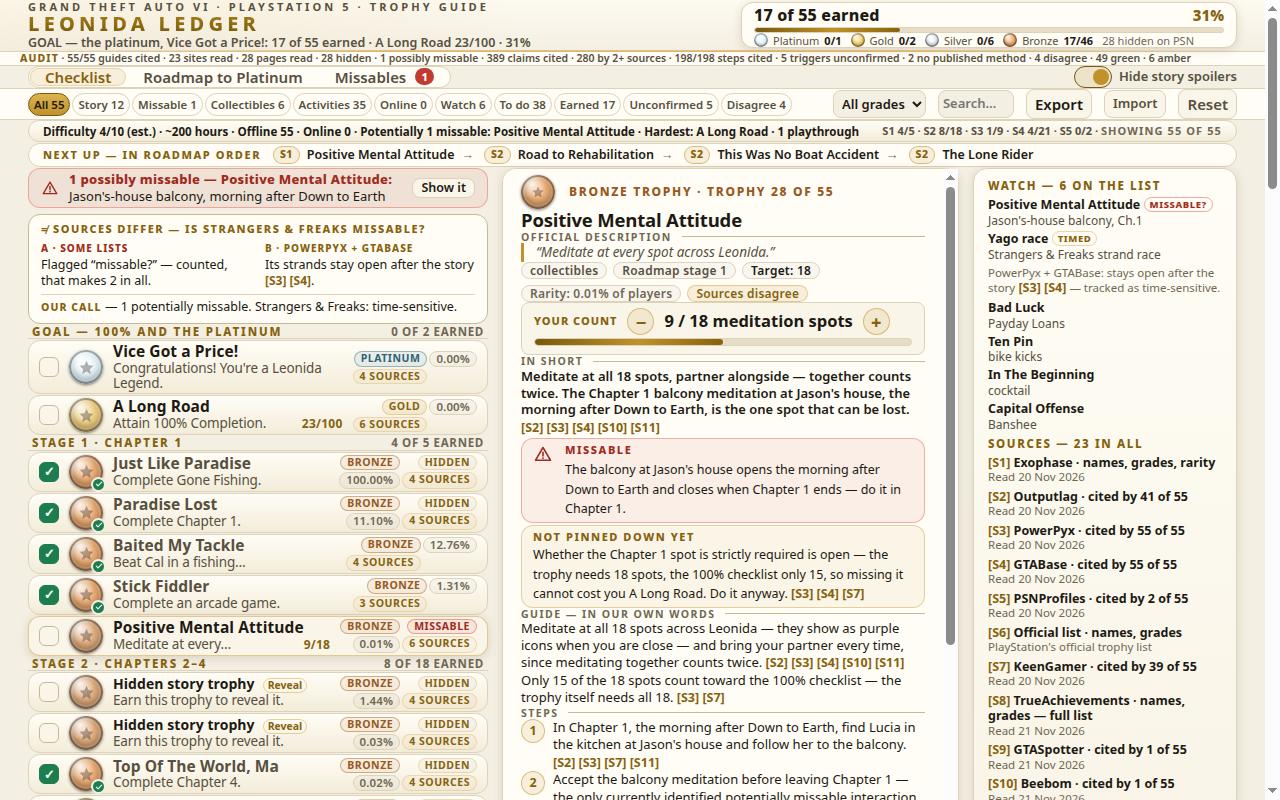 GRAND THEFT AUTO VI · PLAYSTATION 5 · TROPHY GUIDE
LEONIDA LEDGER
GOAL — the platinum, Vice Got a Price!: 17 of 55 earned · A Long Road 23/100 · 31%
17 of 55 earned 31%
Platinum 0/1 Gold 0/2 Silver 0/6 Bronze 17/46 28 hidden on PSN
AUDIT · 55/55 guides cited · 23 sites read · 28 pages read · 28 hidden · 1 possibly missable · 389 claims cited · 280 by 2+ sources · 198/198 steps cited · 5 triggers unconfirmed · 2 no published method · 4 disagree · 49 green · 6 amber
Checklist Roadmap to Platinum Missables 1
Hide story spoilers
All 55 Story 12 Missable 1 Collectibles 6 Activities 35 Online 0 Watch 6 To do 38 Earned 17 Unconfirmed 5 Disagree 4
All grades Search... Export Import Reset
Difficulty 4/10 (est.) · ~200 hours · Offline 55 · Online 0 · Potentially 1 missable: Positive Mental Attitude · Hardest: A Long Road · 1 playthrough
S1 4/5 · S2 8/18 · S3 1/9 · S4 4/21 · S5 0/2 · SHOWING 55 OF 55
NEXT UP — IN ROADMAP ORDER S1 Positive Mental Attitude → S2 Road to Rehabilitation → S2 This Was No Boat Accident → S2 The Lone Rider
1 possibly missable — Positive Mental Attitude:
Jason's-house balcony, morning after Down to Earth
Show it
≠ SOURCES DIFFER — IS STRANGERS & FREAKS MISSABLE?
A · SOME LISTS
Flagged “missable?” — counted, that makes 2 in all.
B · POWERPYX + GTABASE
Its strands stay open after the story [S3] [S4].
OUR CALL — 1 potentially missable. Strangers & Freaks: time-sensitive.
GOAL — 100% AND THE PLATINUM 0 OF 2 EARNED
Vice Got a Price!
Congratulations! You're a Leonida
Legend.
PLATINUM 0.00%
4 SOURCES
A Long Road
Attain 100% Completion. 23/100
GOLD 0.00%
6 SOURCES
STAGE 1 · CHAPTER 1 4 OF 5 EARNED
Just Like Paradise
Complete Gone Fishing.
BRONZE HIDDEN
100.00% 4 SOURCES
Paradise Lost
Complete Chapter 1.
BRONZE HIDDEN
11.10% 4 SOURCES
Baited My Tackle
Beat Cal in a fishing...
BRONZE 12.76%
4 SOURCES
Stick Fiddler
Complete an arcade game.
BRONZE 1.31%
3 SOURCES
Positive Mental Attitude
Meditate at every... 9/18
BRONZE MISSABLE
0.01% 6 SOURCES
STAGE 2 · CHAPTERS 2–4 8 OF 18 EARNED
Hidden story trophy Reveal
Earn this trophy to reveal it.
BRONZE HIDDEN
1.44% 4 SOURCES
Hidden story trophy Reveal
Earn this trophy to reveal it.
BRONZE HIDDEN
0.03% 4 SOURCES
Top Of The World, Ma
Complete Chapter 4.
BRONZE HIDDEN
0.02% 4 SOURCES
BRONZE TROPHY · TROPHY 28 OF 55
Positive Mental Attitude
OFFICIAL DESCRIPTION
“Meditate at every spot across Leonida.”
collectibles Roadmap stage 1 Target: 18
Rarity: 0.01% of players Sources disagree
YOUR COUNT − 9 / 18 meditation spots +
IN SHORT
Meditate at all 18 spots, partner alongside — together counts
twice. The Chapter 1 balcony meditation at Jason's house, the
morning after Down to Earth, is the one spot that can be lost.
[S2] [S3] [S4] [S10] [S11]
MISSABLE
The balcony at Jason's house opens the morning after
Down to Earth and closes when Chapter 1 ends — do it in
Chapter 1.
NOT PINNED DOWN YET
Whether the Chapter 1 spot is strictly required is open — the
trophy needs 18 spots, the 100% checklist only 15, so missing it
cannot cost you A Long Road. Do it anyway. [S3] [S4] [S7]
GUIDE — IN OUR OWN WORDS
Meditate at all 18 spots across Leonida — they show as purple
icons when you are close — and bring your partner every time,
since meditating together counts twice. [S2] [S3] [S4] [S10] [S11]
Only 15 of the 18 spots count toward the 100% checklist — the
trophy itself needs all 18. [S3] [S7]
STEPS
1 In Chapter 1, the morning after Down to Earth, find Lucia in
the kitchen at Jason's house and follow her to the balcony.
[S2] [S3] [S7] [S11]
2 Accept the balcony meditation before leaving Chapter 1 —
the only currently identified potentially missable interaction
WATCH — 6 ON THE LIST
Positive Mental Attitude MISSABLE?
Jason's-house balcony, Ch.1
Yago race TIMED
Strangers & Freaks strand race
PowerPyx + GTABase: stays open after the
story [S3] [S4] — tracked as time-sensitive.
Bad Luck
Payday Loans
Ten Pin
bike kicks
In The Beginning
cocktail
Capital Offense
Banshee
SOURCES — 23 IN ALL
[S1] Exophase · names, grades, rarity
Read 20 Nov 2026
[S2] Outputlag · cited by 41 of 55
Read 20 Nov 2026
[S3] PowerPyx · cited by 55 of 55
Read 20 Nov 2026
[S4] GTABase · cited by 55 of 55
Read 20 Nov 2026
[S5] PSNProfiles · cited by 2 of 55
Read 20 Nov 2026
[S6] Official list · names, grades
PlayStation's official trophy list
[S7] KeenGamer · cited by 39 of 55
Read 20 Nov 2026
[S8] TrueAchievements · names,
grades — full list
Read 21 Nov 2026
[S9] GTASpotter · cited by 1 of 55
Read 21 Nov 2026
[S10] Beebom · cited by 1 of 55
Read 21 Nov 2026